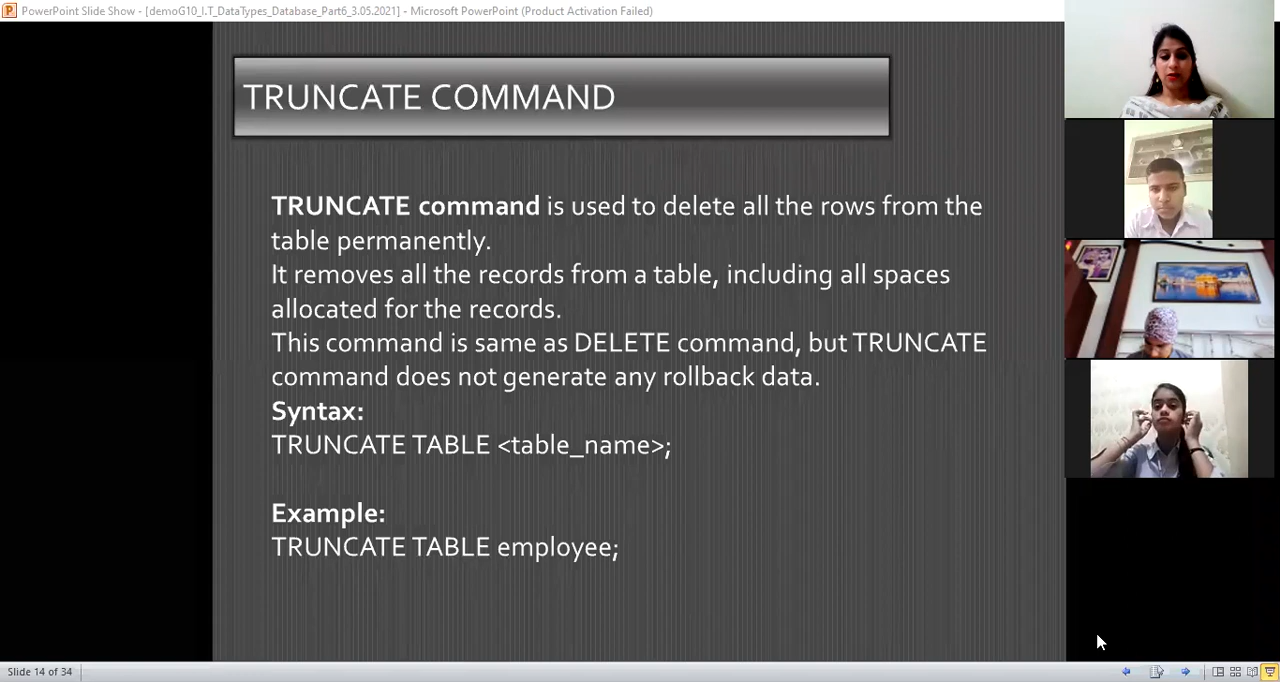 PowerPoint Slide Show - [demoG10_I.T_DataTypes_Database_Part6_3.05.2021] - Microsoft PowerPoint (Product Activation Failed)
TRUNCATE COMMAND
TRUNCATE command is used to delete all the rows from the
table permanently.
It removes all the records from a table, including all spaces
allocated for the records.
This command is same as DELETE command, but TRUNCATE
command does not generate any rollback data.
Syntax:
TRUNCATE TABLE <table_name>;
Example:
TRUNCATE TABLE employee;
Slide 14 of 34